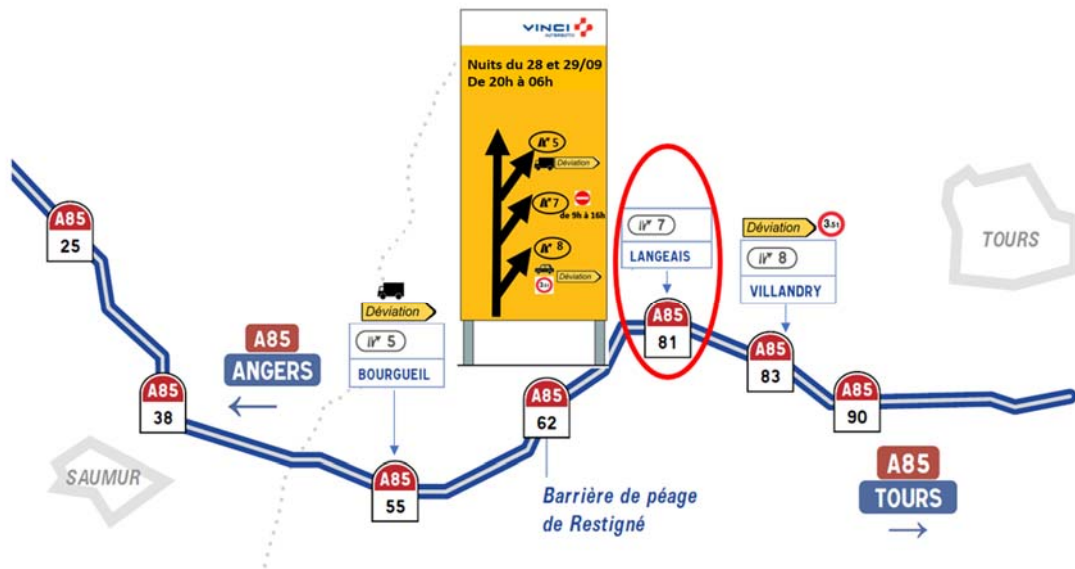 VINCI
AUTOROUTES
Nuits du 28 et 29/09
De 20h à 06h
5
Déviation
7
de 9h à 16h
8
3.5t
Déviation
A85
25
A85
38
A85
ANGERS
SAUMUR
Déviation
5
BOURGUEIL
A85
55
A85
62
Barrière de péage
de Restigné
7
LANGEAIS
A85
81
Déviation
3.5t
8
VILLANDRY
A85
83
A85
90
TOURS
A85
TOURS